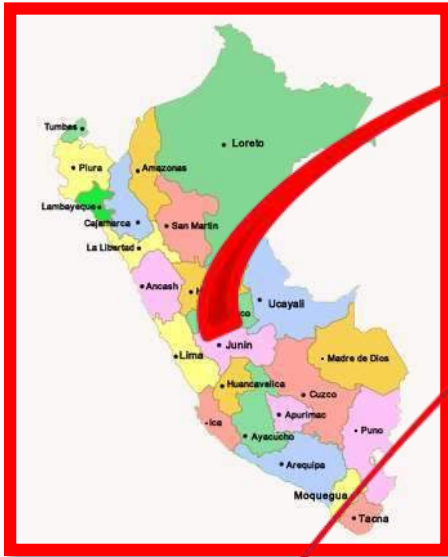 Tumbes
Loreto
Piura
Amazonas
Lambayeque
Cajamarca
San Martin
La Libertad
Ancash
Ucayali
Junin
Lima
Madre de Dios
Huancavelica
Cuzco
Apurimac
Ica
Puno
Ayacucho
Arequipa
Moquegua
Tacna